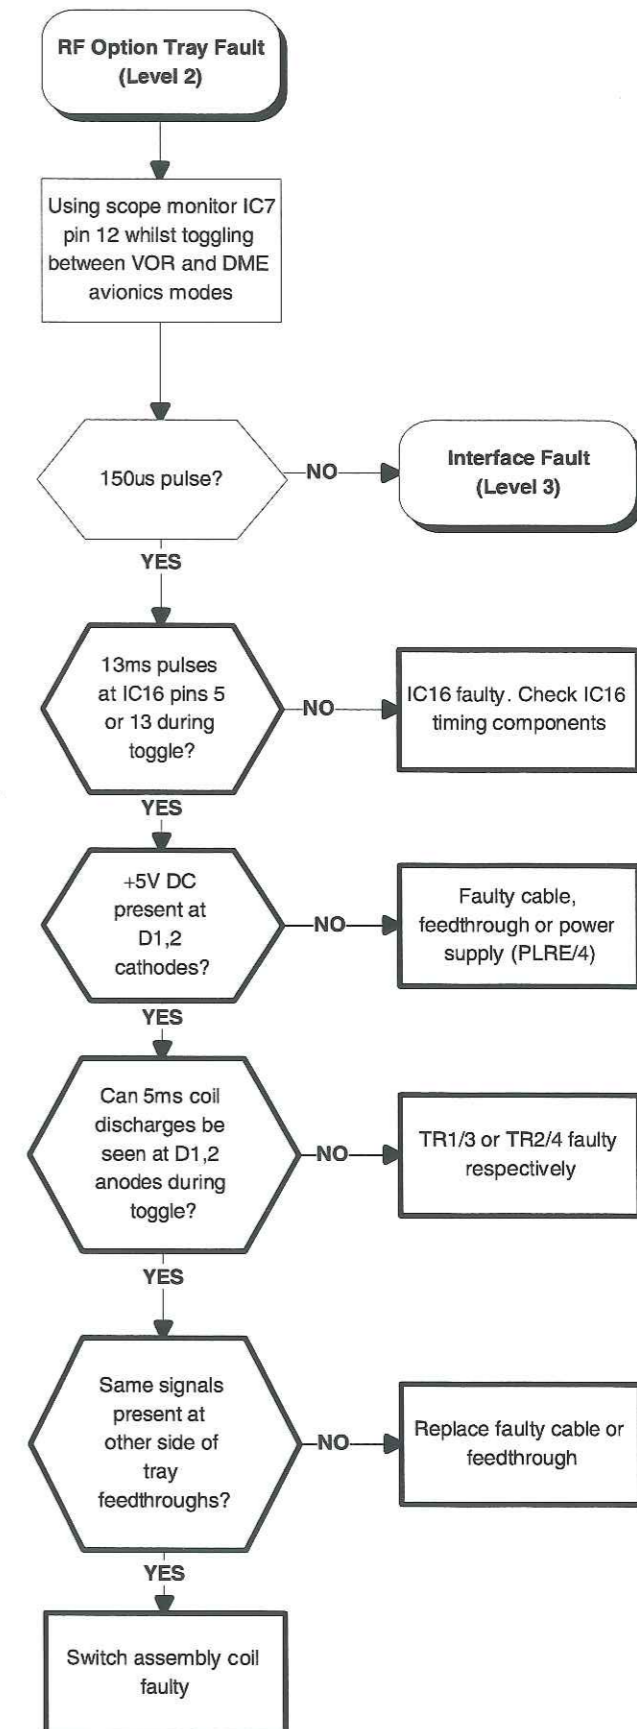 RF Option Tray Fault
(Level 2)
Using scope monitor IC7
pin 12 whilst toggling
between VOR and DME
avionics modes
150us pulse?
NO
Interface Fault
(Level 3)
YES
13ms pulses
at IC16 pins 5
or 13 during
toggle?
NO
IC16 faulty. Check IC16
timing components
YES
+5V DC
present at
D1,2
cathodes?
NO
Faulty cable,
feedthrough or power
supply (PLRE/4)
YES
Can 5ms coil
discharges be
seen at D1,2
anodes during
toggle?
NO
TR1/3 or TR2/4 faulty
respectively
YES
Same signals
present at
other side of
tray
feedthroughs?
NO
Replace faulty cable or
feedthrough
YES
Switch assembly coil
faulty